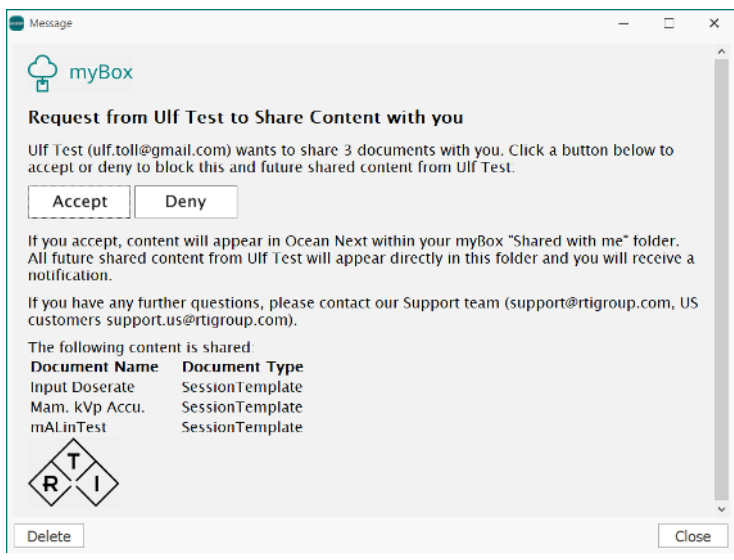 Message
myBox
Request from Ulf Test to Share Content with you
Ulf Test (ulf.toll@gmail.com) wants to share 3 documents with you. Click a button below to
accept or deny to block this and future shared content from Ulf Test:
Accept Deny
If you accept, content will appear in Ocean Next within your myBox "Shared with me" folder.
All future shared content from Ulf Test will appear directly in this folder and you will receive a
notification.
If you have any further questions, please contact our Support team (support@rtigroup.com, US
customers support.us@rtigroup.com).
The following content is shared:
Document Name Document Type
Input Doserate SessionTemplate
Mam. kVp Accu. SessionTemplate
mALinTest SessionTemplate
T
R I
Delete Close